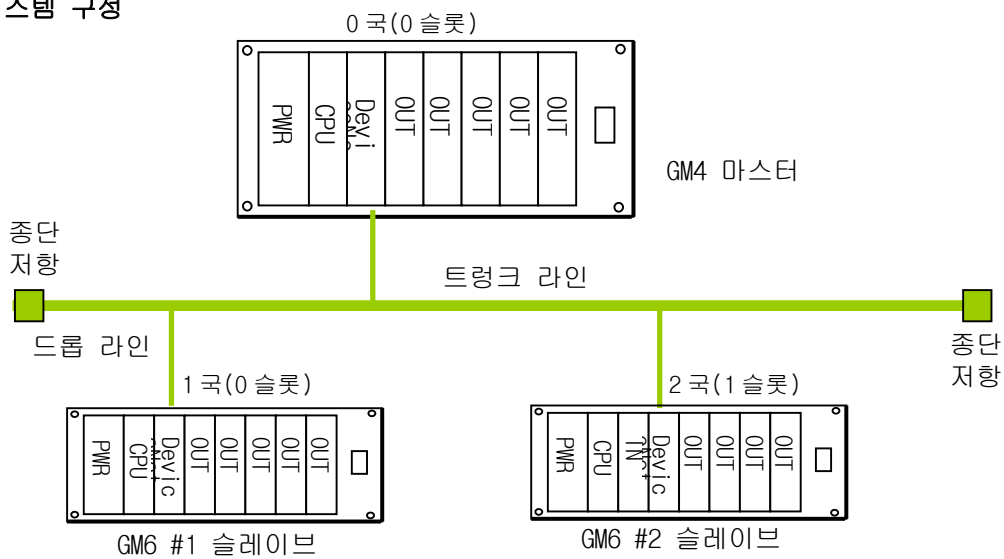 스템 구성
0국(0슬롯)
PWR
CPU
Devi
OUT
OUT
OUT
OUT
OUT
GM4 마스터
종단
저항
트렁크 라인
드롭 라인
종단
저항
1국(0슬롯)
2국(1슬롯)
PWR
CPU
Devic
OUT
OUT
OUT
OUT
OUT
PWR
CPU
IN
Devic
OUT
OUT
OUT
OUT
GM6 #1 슬레이브
GM6 #2 슬레이브